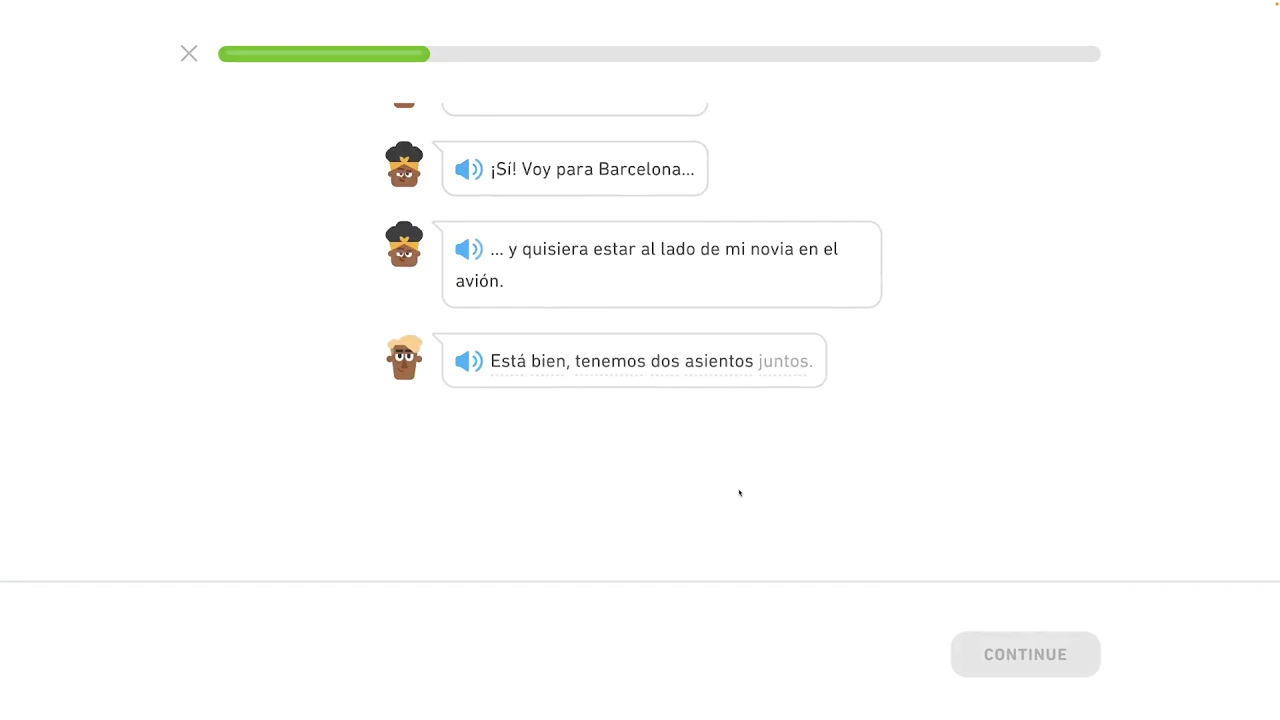 ¡Sí! Voy para Barcelona...
... y quisiera estar al lado de mi novia en el
avión.
Está bien, tenemos dos asientos juntos.
CONTINUE